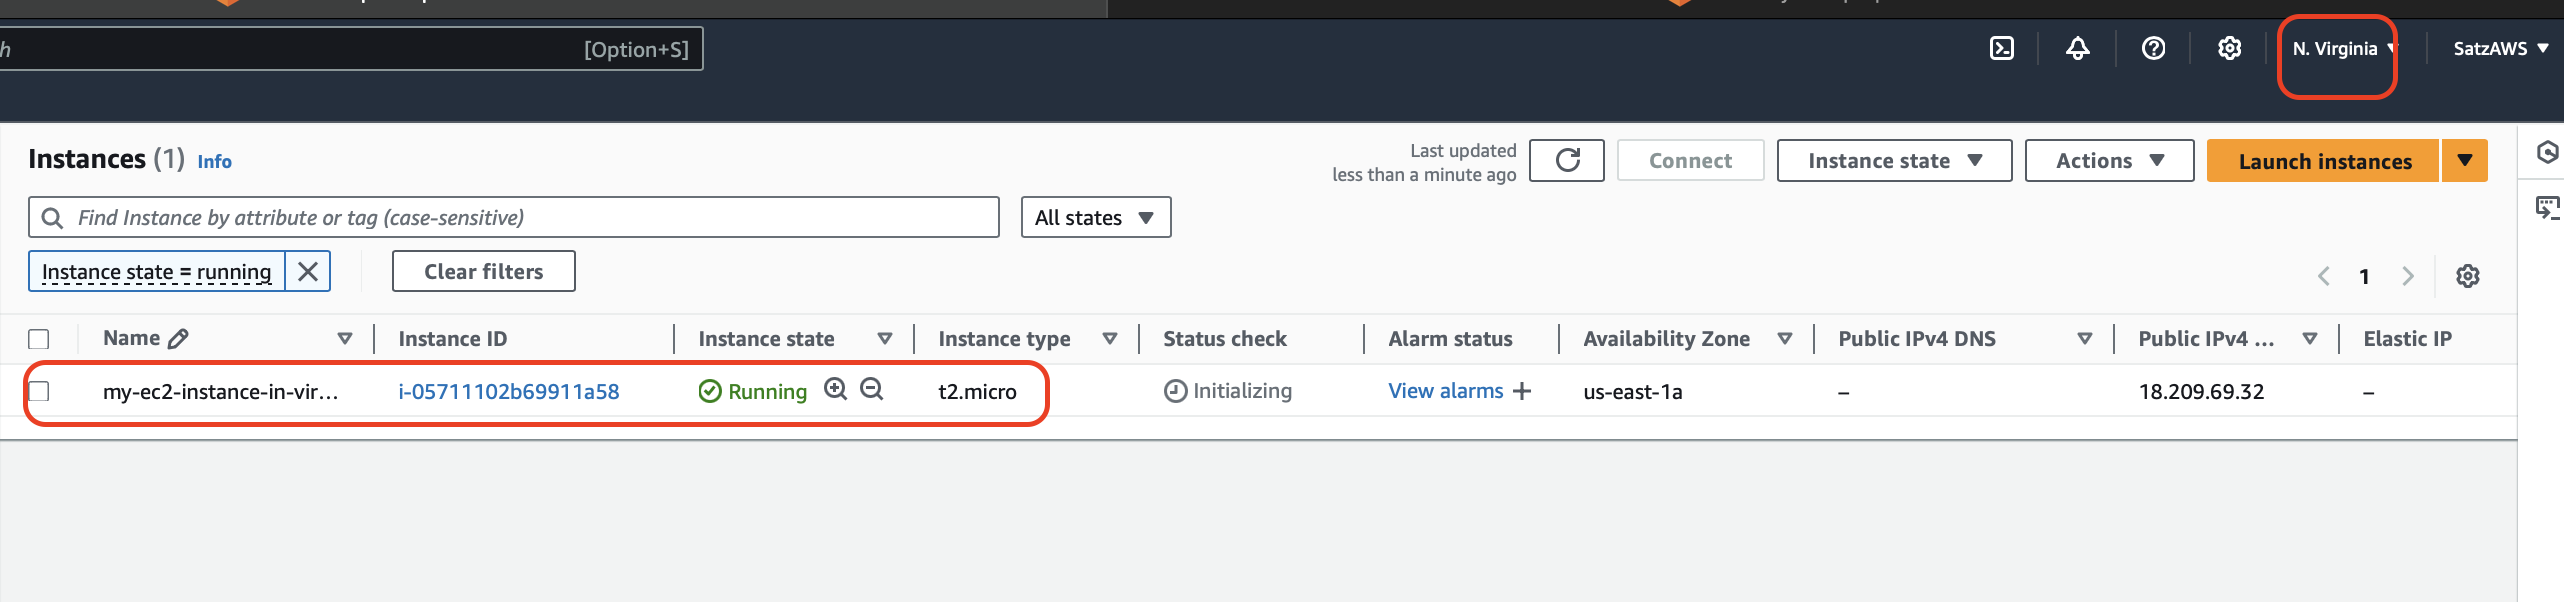 h [Option+S] N. Virginia SatzAWS
Instances (1) Info
Last updated
less than a minute ago
Connect Instance state Actions Launch instances
Find Instance by attribute or tag (case-sensitive) All states
Instance state = running Clear filters 1
Name Instance ID Instance state Instance type Status check Alarm status Availability Zone Public IPv4 DNS Public IPv4 ... Elastic IP
my-ec2-instance-in-vir... i-05711102b69911a58 Running t2.micro Initializing View alarms + us-east-1a – 18.209.69.32 –